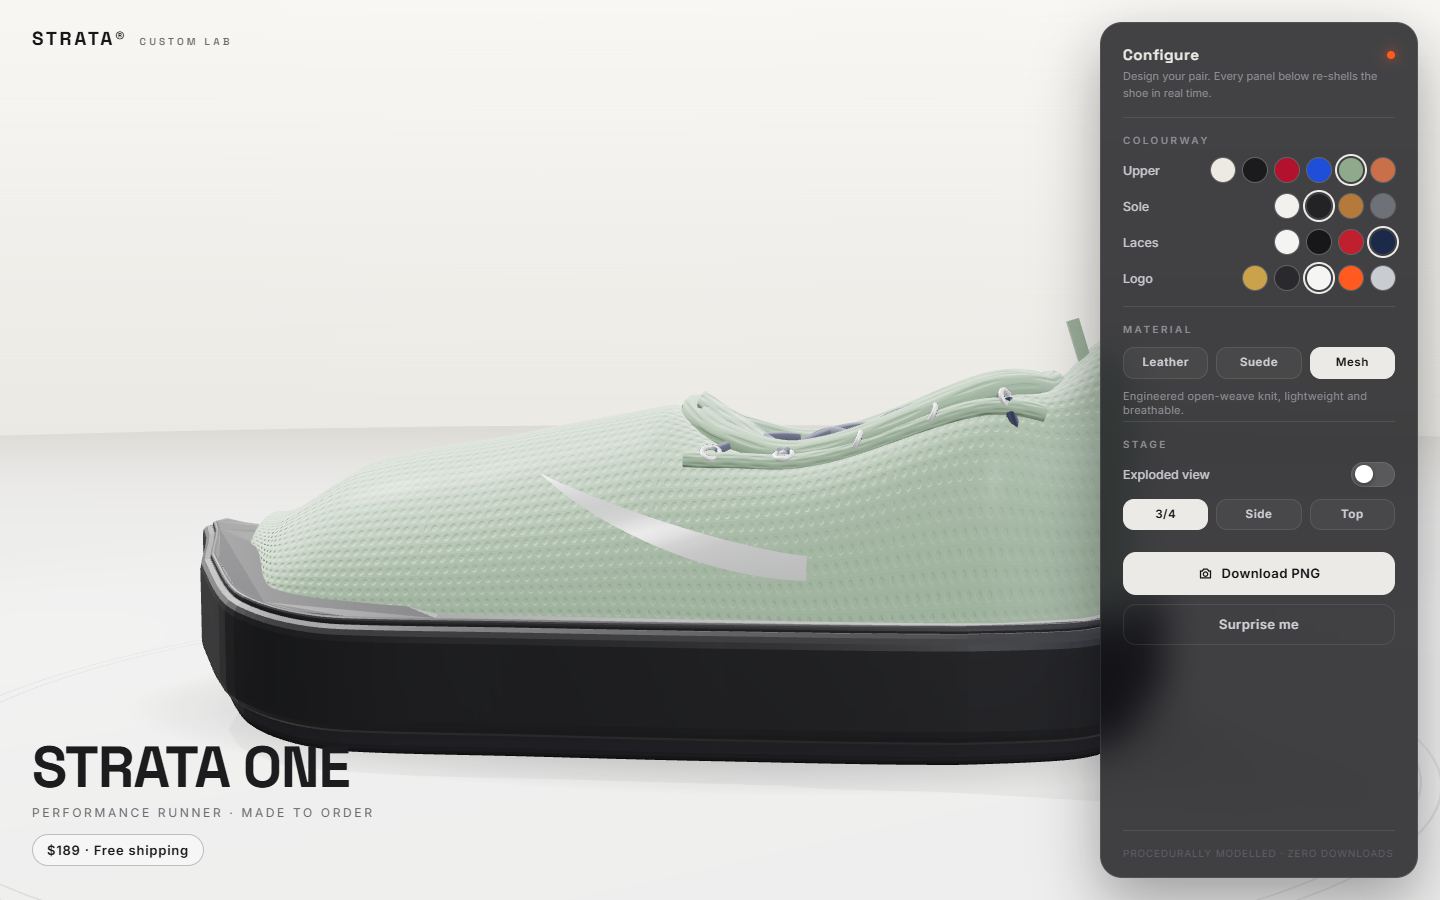 STRATA® CUSTOM LAB
Configure
Design your pair. Every panel below re-shells the
shoe in real time.
COLOURWAY
Upper
Sole
Laces
Logo
MATERIAL
Leather Suede Mesh
Engineered open-weave knit, lightweight and
breathable.
STAGE
Exploded view
3/4 Side Top
Download PNG
Surprise me
PROCEDURALLY MODELLED · ZERO DOWNLOADS
STRATA ONE
PERFORMANCE RUNNER · MADE TO ORDER
$189 · Free shipping